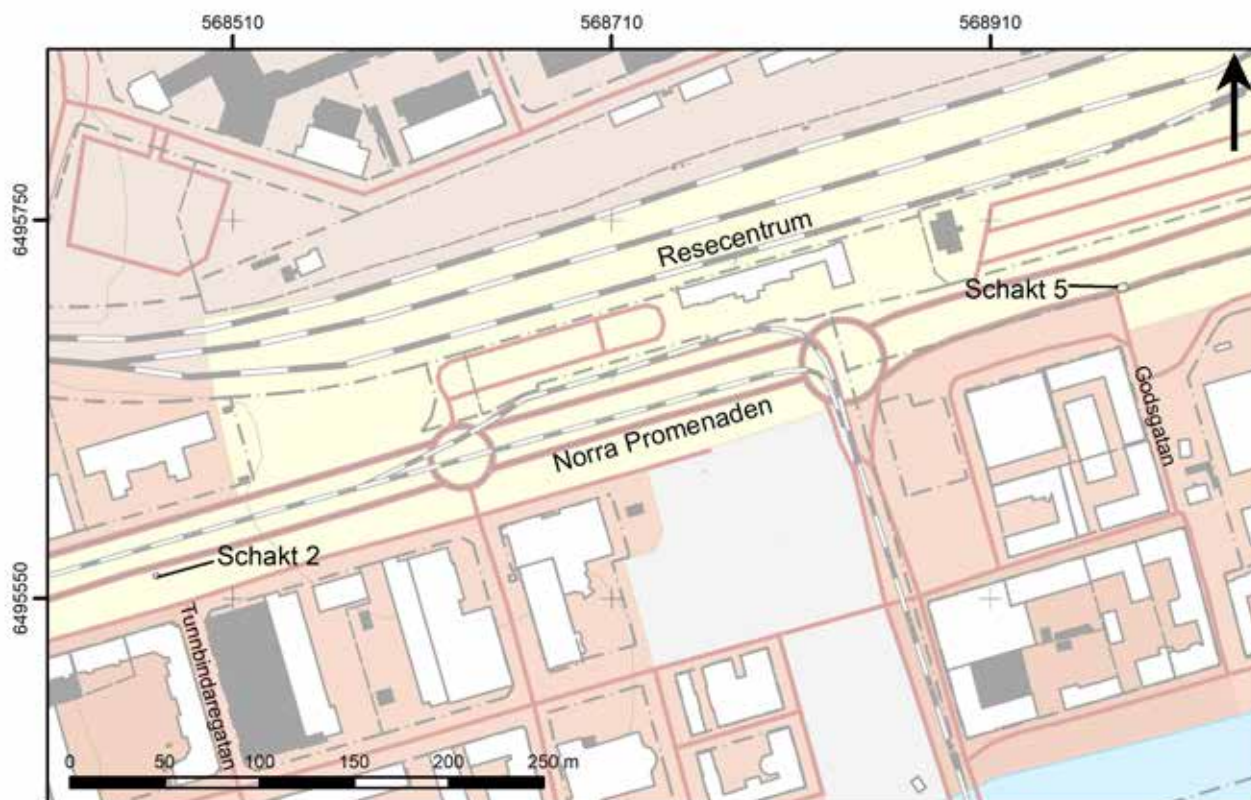 568510
568710
568910
6495750
Resecentrum
Schakt 5
Godsgatan
Norra Promenaden
Schakt 2
6495550
Tunnbindaregatan
0 50 100 150 200 250 m